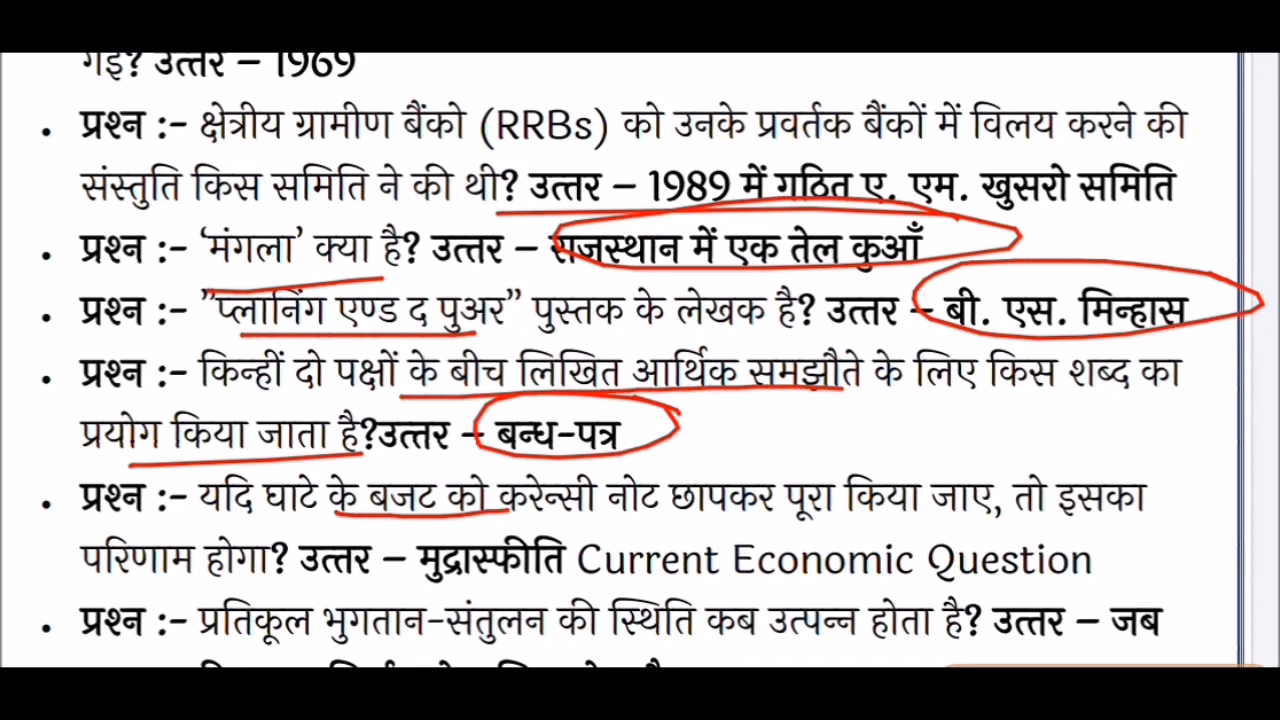 गई? उत्तर – 1969
• प्रश्न :- क्षेत्रीय ग्रामीण बैंको (RRBs) को उनके प्रवर्तक बैंकों में विलय करने की
संस्तुति किस समिति ने की थी? उत्तर – 1989 में गठित ए. एम. खुसरो समिति
• प्रश्न :- ‘मंगला’ क्या है? उत्तर – राजस्थान में एक तेल कुआँ
• प्रश्न :- ”प्लानिंग एण्ड द पुअर” पुस्तक के लेखक है? उत्तर – बी. एस. मिन्हास
• प्रश्न :- किन्हीं दो पक्षों के बीच लिखित आर्थिक समझौते के लिए किस शब्द का
प्रयोग किया जाता है?उत्तर – बन्ध-पत्र
• प्रश्न :- यदि घाटे के बजट को करेन्सी नोट छापकर पूरा किया जाए, तो इसका
परिणाम होगा? उत्तर – मुद्रास्फीति Current Economic Question
• प्रश्न :- प्रतिकूल भुगतान-संतुलन की स्थिति कब उत्पन्न होता है? उत्तर – जब